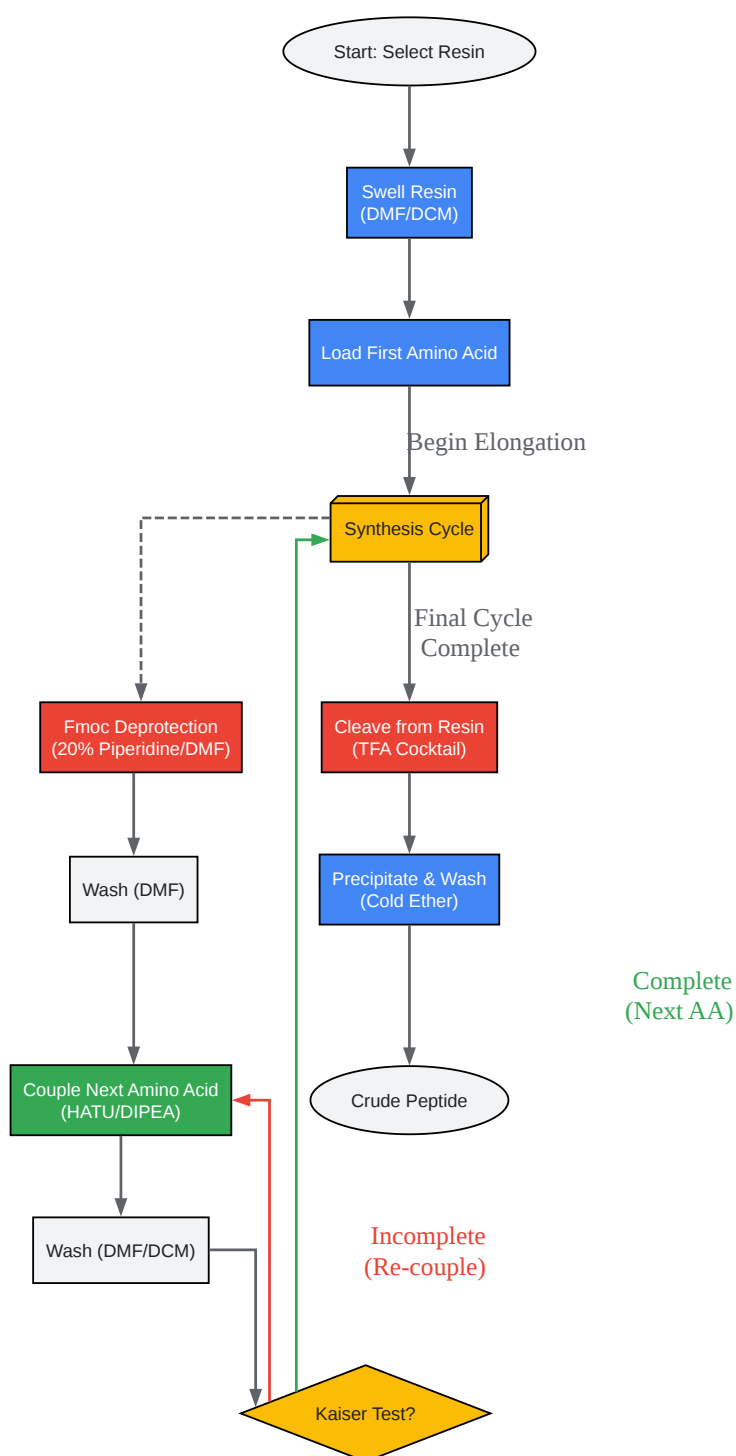 Start: Select Resin
Swell Resin
(DMF/DCM)
Load First Amino Acid
Begin Elongation
Synthesis Cycle
Final Cycle
Complete
Fmoc Deprotection
(20% Piperidine/DMF)
Cleave from Resin
(TFA Cocktail)
Wash (DMF)
Precipitate & Wash
(Cold Ether)
Complete
(Next AA)
Couple Next Amino Acid
(HATU/DIPEA)
Crude Peptide
Wash (DMF/DCM)
Incomplete
(Re-couple)
Kaiser Test?